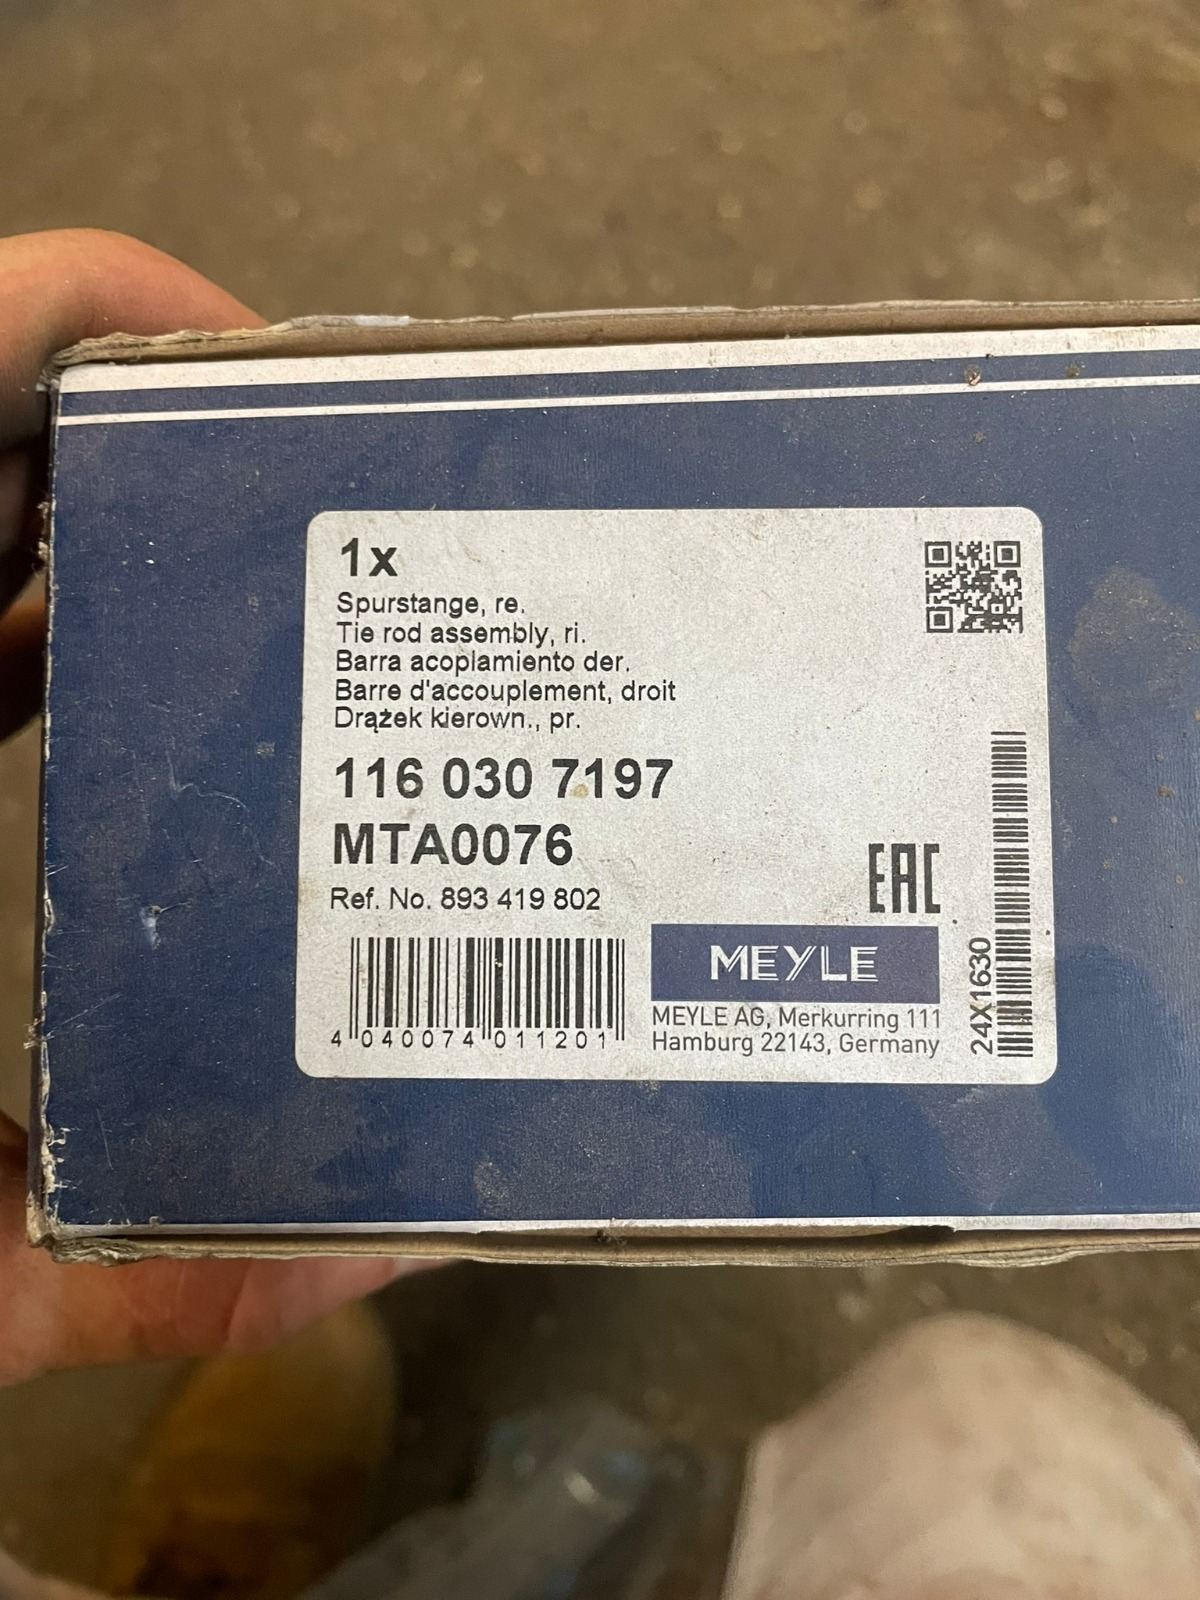 1x
Spurstange, re.
Tie rod assembly, ri.
Barra acoplamiento der.
Barre d'accouplement, droit
Drążek kierown., pr.
116 030 7197
MTA0076
Ref. No. 893 419 802
EAC
4 040074 011201
MEYLE
MEYLE AG, Merkurring 111
Hamburg 22143, Germany
24X1630